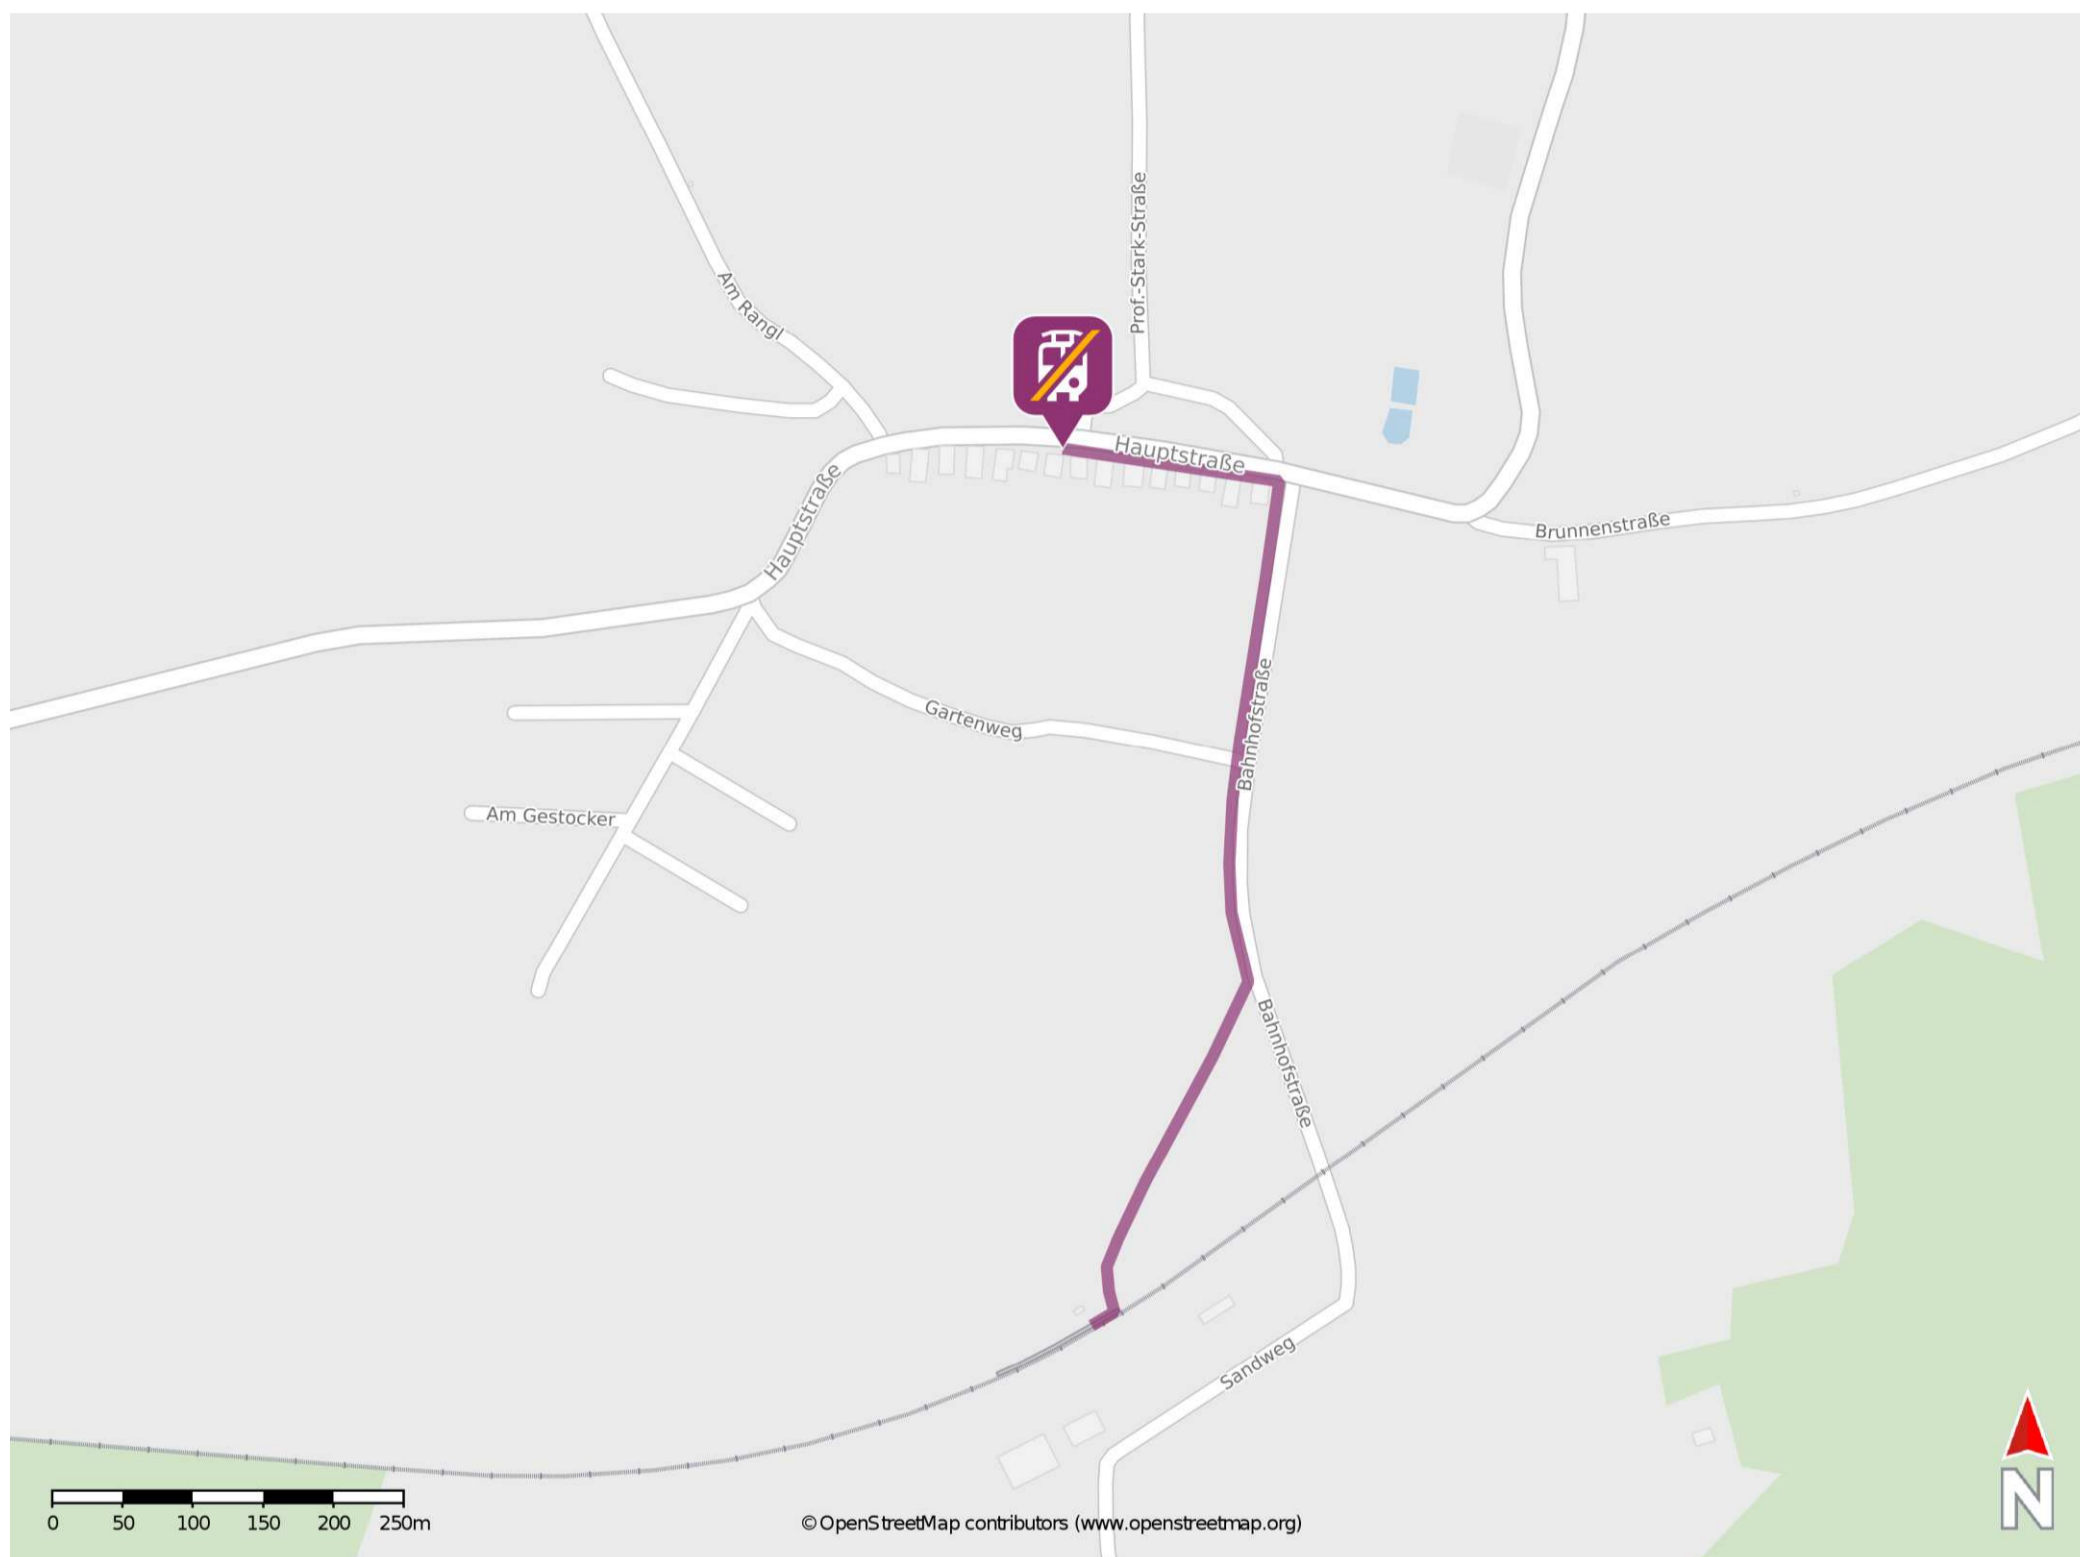 Prof.-Stark-Straße
Am Rangl
Hauptstraße
Hauptstraße
Brunnenstraße
Bahnhofstraße
Gartenweg
Am Gestocker
Bahnhofstraße
Sandweg
N
0 50 100 150 200 250m
© OpenStreetMap contributors (www.openstreetmap.org)